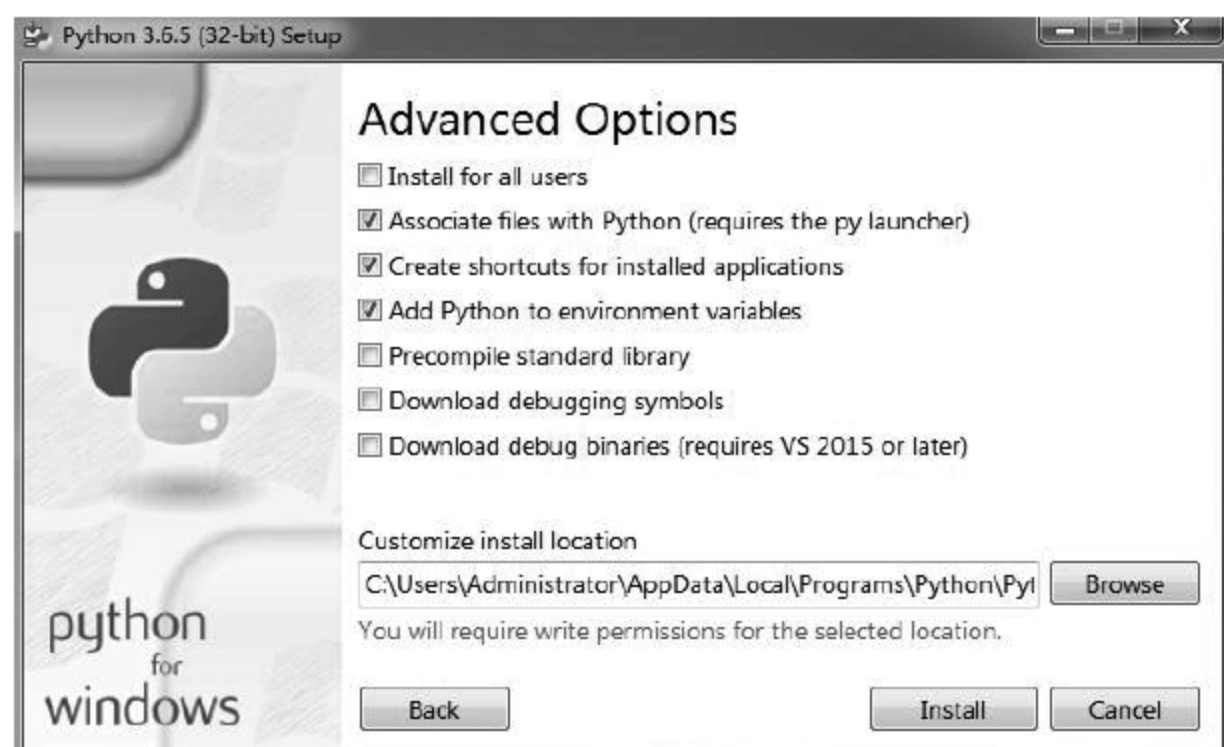 Python 3.6.5 (32-bit) Setup
Advanced Options
Install for all users
Associate files with Python (requires the py launcher)
Create shortcuts for installed applications
Add Python to environment variables
Precompile standard library
Download debugging symbols
Download debug binaries (requires VS 2015 or later)
Customize install location
C:\Users\Administrator\AppData\Local\Programs\Python\Pyt
Browse
You will require write permissions for the selected location.
python
for
windows
Back
Install
Cancel